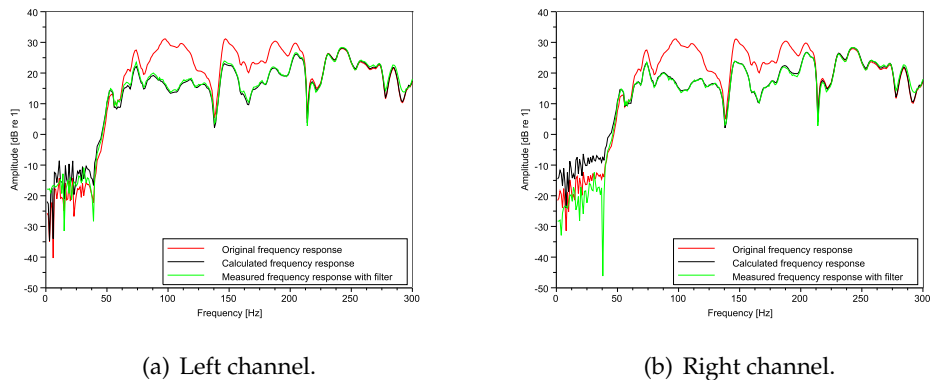 40
30
20
10
0
-10
-20
-30
-40
-50
Amplitude [dB re 1]
Original frequency response
Calculated frequency response
Measured frequency response with filter
0 50 100 150 200 250 300
Frequency [Hz]
(a) Left channel.
40
30
20
10
0
-10
-20
-30
-40
-50
Amplitude [dB re 1]
Original frequency response
Calculated frequency response
Measured frequency response with filter
0 50 100 150 200 250 300
Frequency [Hz]
(b) Right channel.